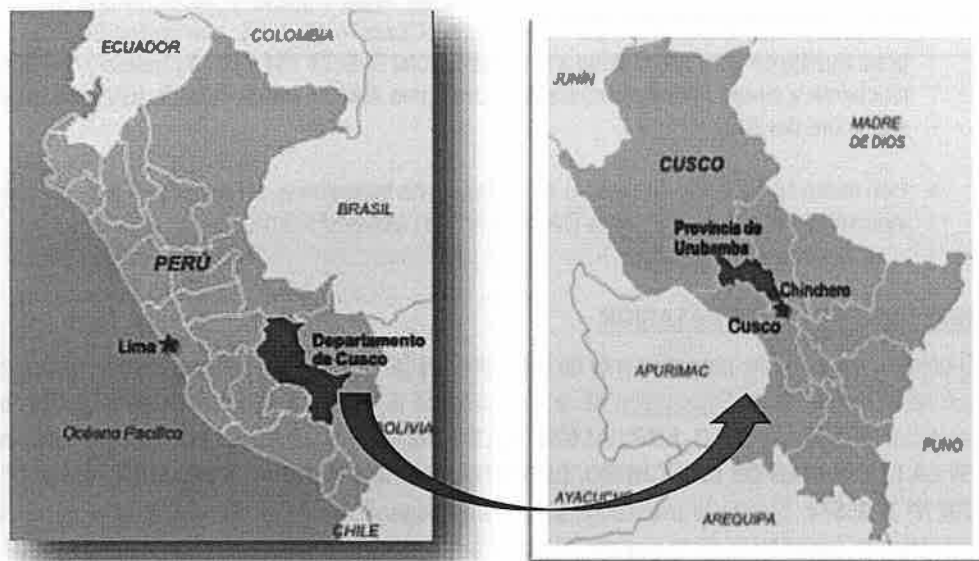 ECUADOR
COLOMBIA
BRASIL
PERÚ
Lima
Departamento
de Cusco
Océano Pacífico
BOLIVIA
CHILE
JUNÍN
MADRE
DE DIOS
CUSCO
Provincia de
Urubamba
Chinchero
Cusco
APURIMAC
PUNO
AYACUCHO
AREQUIPA